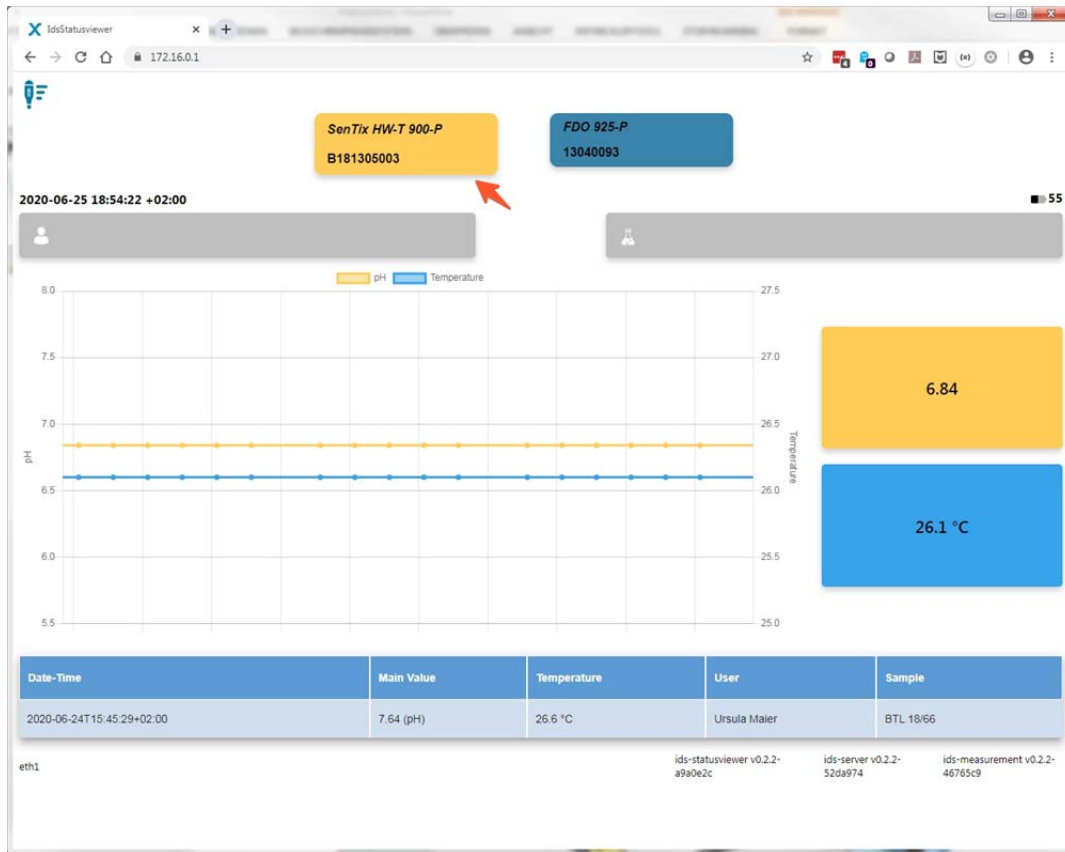 IdsStatusviewer
172.16.0.1
4
0
SenTix HW-T 900-P
B181305003
FDO 925-P
13040093
2020-06-25 18:54:22 +02:00
55
pH Temperature
8.0
7.5
7.0
6.5
6.0
5.5
pH
27.5
27.0
26.5
26.0
25.5
25.0
Temperature
6.84
26.1 °C
Date-Time Main Value Temperature User Sample
2020-06-24T15:45:29+02:00 7.64 (pH) 26.6 °C Ursula Maier BTL 18/66
eth1
ids-statusviewer v0.2.2-
a9a0e2c
ids-server v0.2.2-
52da974
ids-measurement v0.2.2-
46765c9